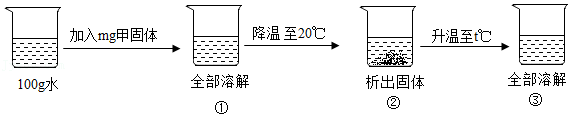 加入mg甲固体
降温 至20℃
升温至t℃
100g水
全部溶解
析出固体
全部溶解
①
②
③